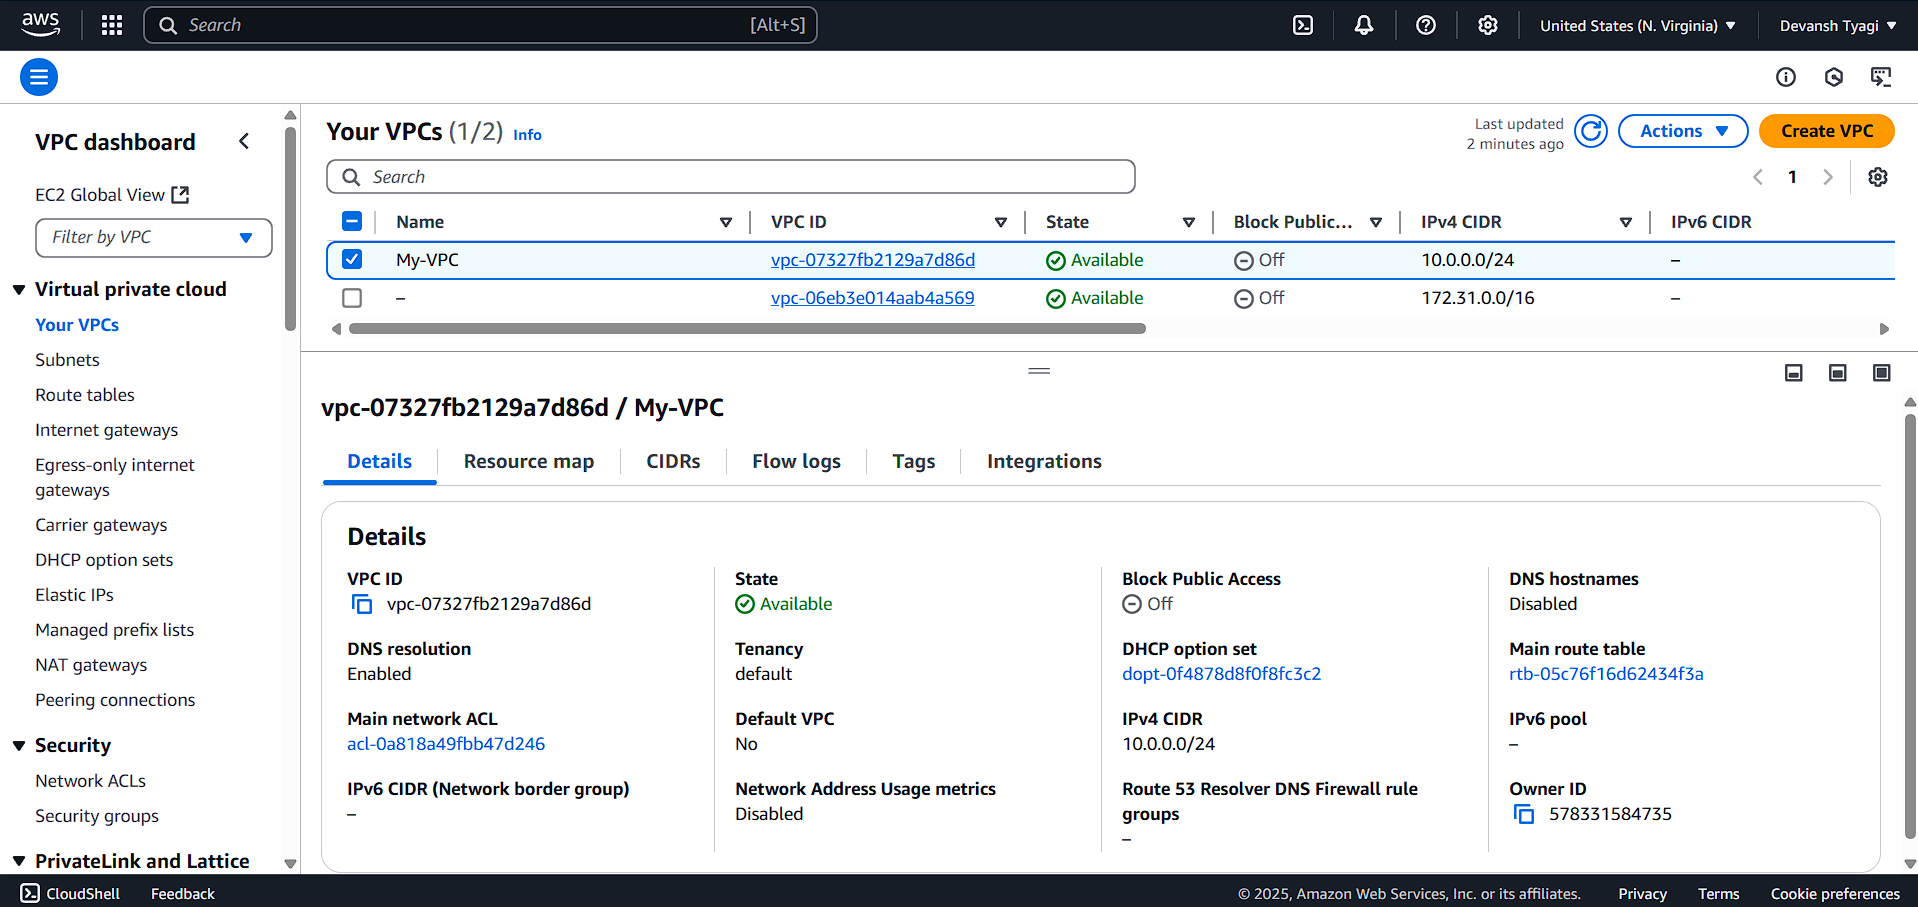 aws
Search [Alt+S]
United States (N. Virginia)
Devansh Tyagi
VPC dashboard
EC2 Global View
Filter by VPC
Virtual private cloud
Your VPCs
Subnets
Route tables
Internet gateways
Egress-only internet
gateways
Carrier gateways
DHCP option sets
Elastic IPs
Managed prefix lists
NAT gateways
Peering connections
Security
Network ACLs
Security groups
PrivateLink and Lattice
Your VPCs (1/2) Info
Last updated
2 minutes ago
Actions
Create VPC
Search
1
Name VPC ID State Block Public... IPv4 CIDR IPv6 CIDR
My-VPC vpc-07327fb2129a7d86d Available Off 10.0.0.0/24 –
– vpc-06eb3e014aab4a569 Available Off 172.31.0.0/16 –
vpc-07327fb2129a7d86d / My-VPC
Details Resource map CIDRs Flow logs Tags Integrations
Details
VPC ID
vpc-07327fb2129a7d86d
State
Available
Block Public Access
Off
DNS hostnames
Disabled
DNS resolution
Enabled
Tenancy
default
DHCP option set
dopt-0f4878d8f0f8fc3c2
Main route table
rtb-05c76f16d62434f3a
Main network ACL
acl-0a818a49fbb47d246
Default VPC
No
IPv4 CIDR
10.0.0.0/24
IPv6 pool
–
IPv6 CIDR (Network border group)
–
Network Address Usage metrics
Disabled
Route 53 Resolver DNS Firewall rule
groups
–
Owner ID
578331584735
CloudShell Feedback
© 2025, Amazon Web Services, Inc. or its affiliates. Privacy Terms Cookie preferences